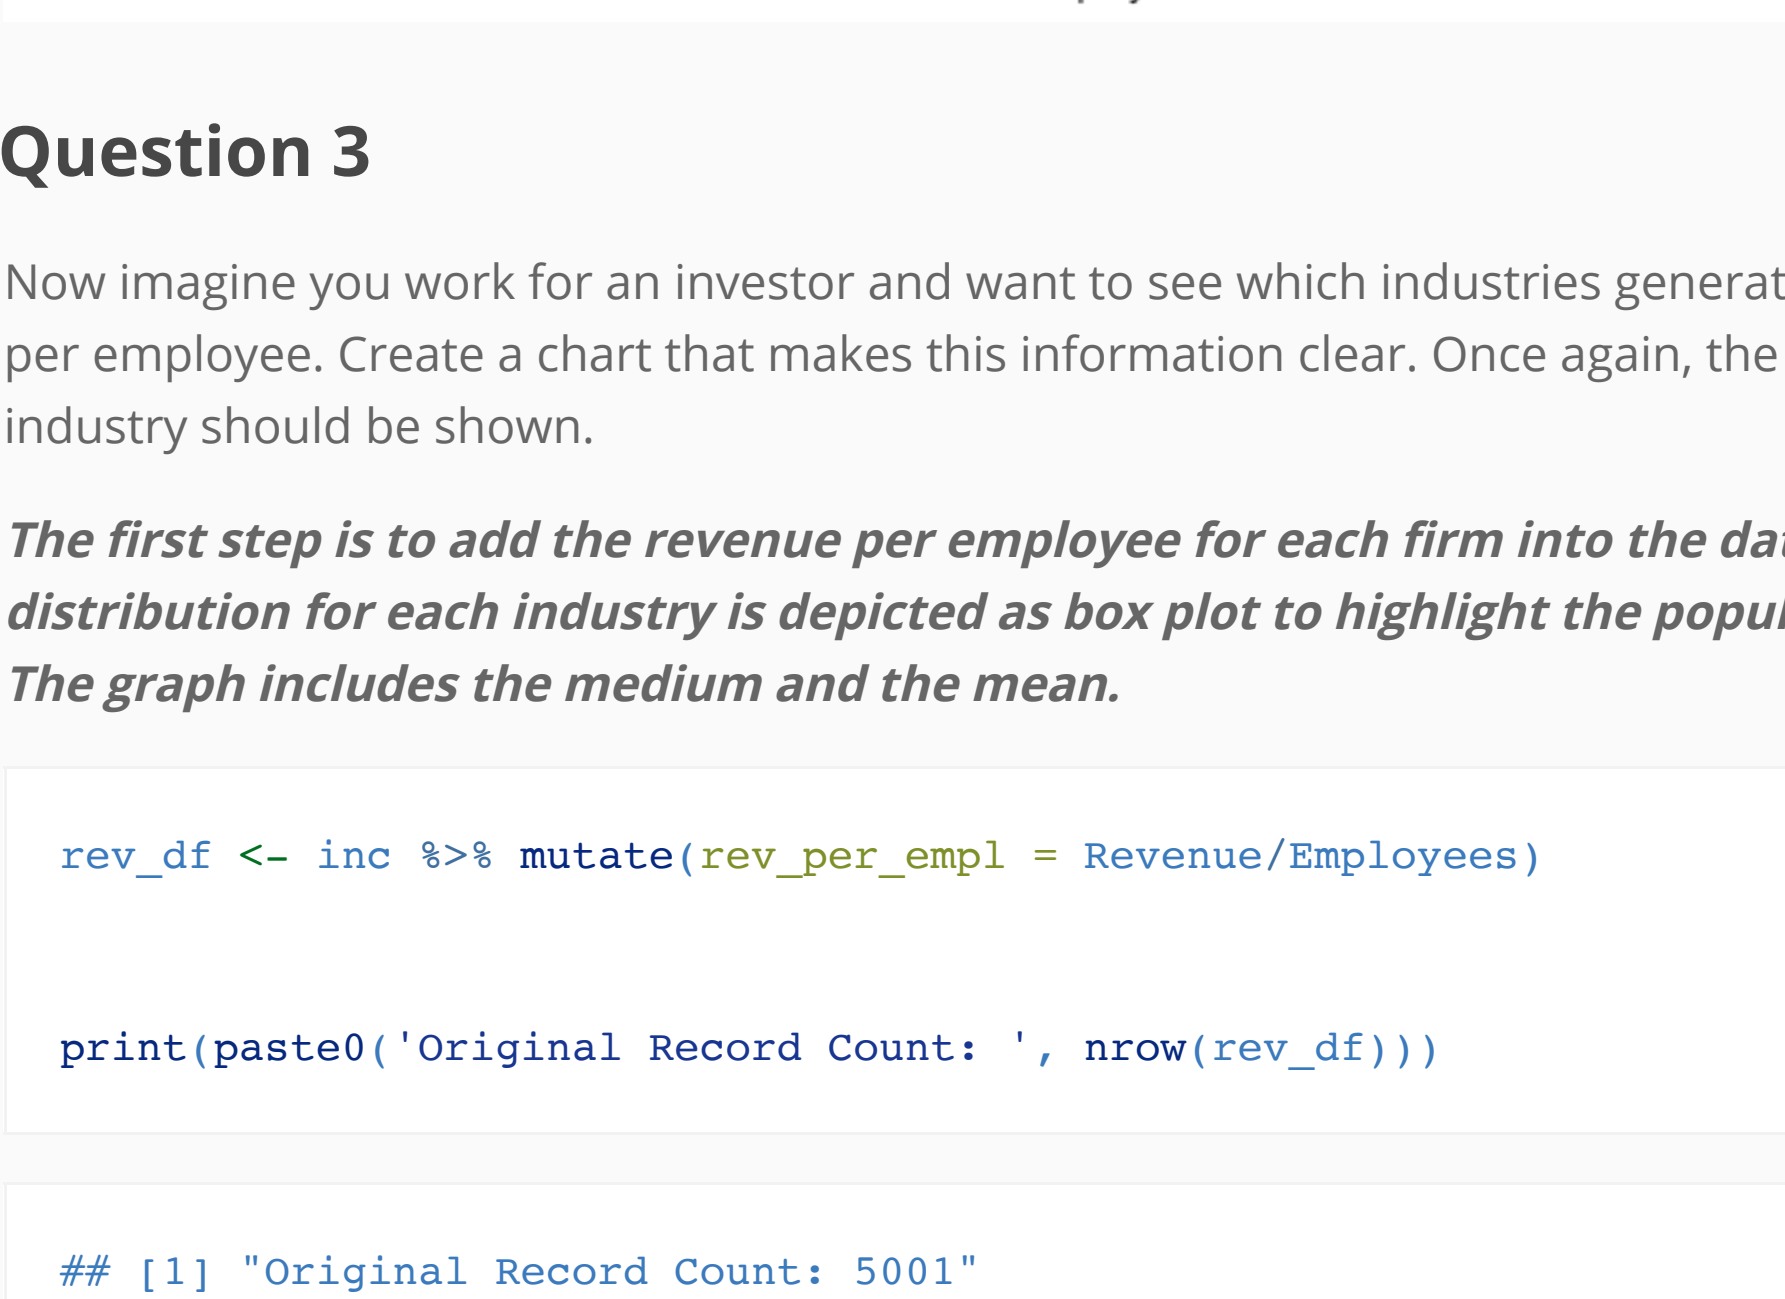 Question 3
Now imagine you work for an investor and want to see which industries generat
per employee. Create a chart that makes this information clear. Once again, the
industry should be shown.
The first step is to add the revenue per employee for each firm into the dat
distribution for each industry is depicted as box plot to highlight the popul
The graph includes the medium and the mean.
rev_df <- inc %>% mutate(rev_per_empl = Revenue/Employees)
print(paste0('Original Record Count: ', nrow(rev_df)))
## [1] "Original Record Count: 5001"